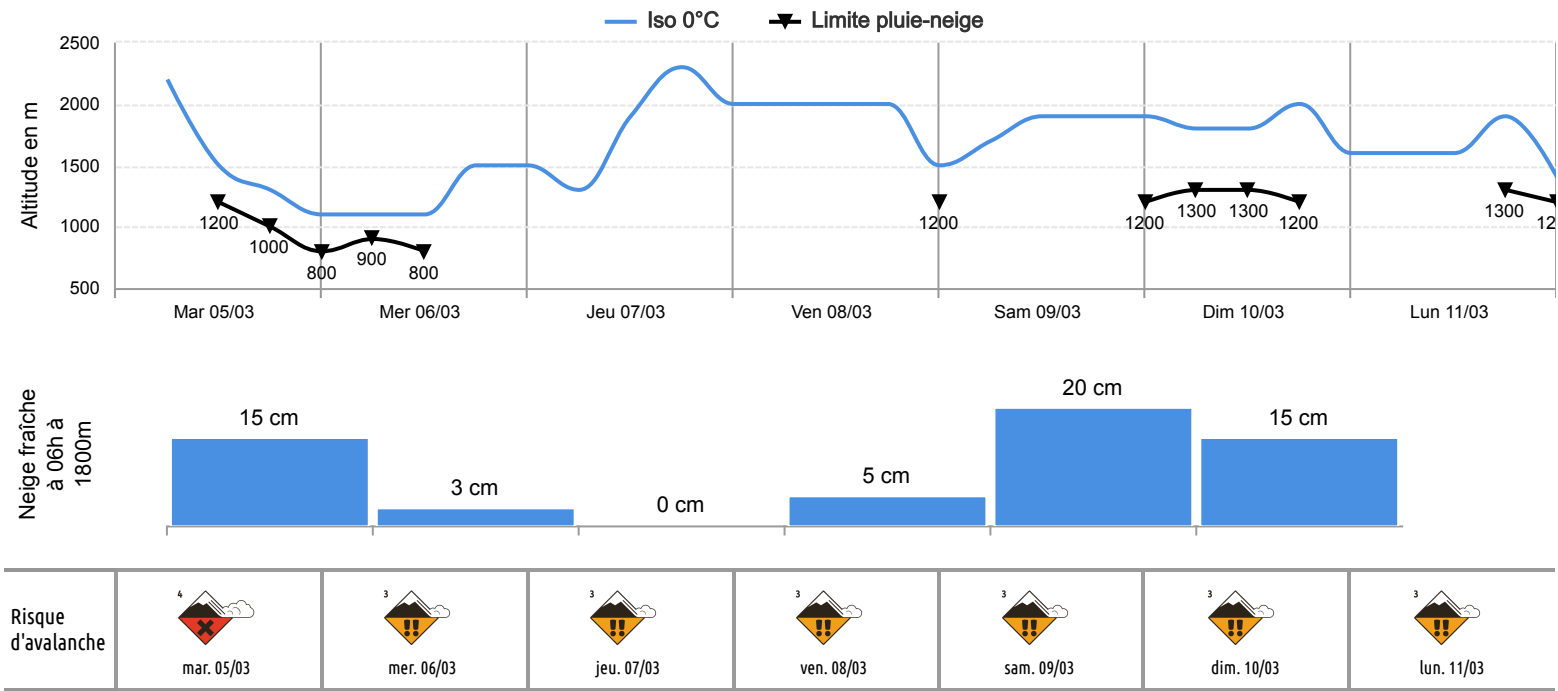 Iso 0°C Limite pluie-neige
2500
2000
1500
1000
500
Altitude en m
1200
1000
800
900
800
1200
1200
1300
1300
1200
1300
Mar 05/03 Mer 06/03 Jeu 07/03 Ven 08/03 Sam 09/03 Dim 10/03 Lun 11/03
Neige fraîche
à 06h à
1800m
15 cm
3 cm
0 cm
5 cm
20 cm
15 cm
Risque
d'avalanche
4 3 3 3 3 3 3
!! !! !! !! !! !!
mar. 05/03 mer. 06/03 jeu. 07/03 ven. 08/03 sam. 09/03 dim. 10/03 lun. 11/03